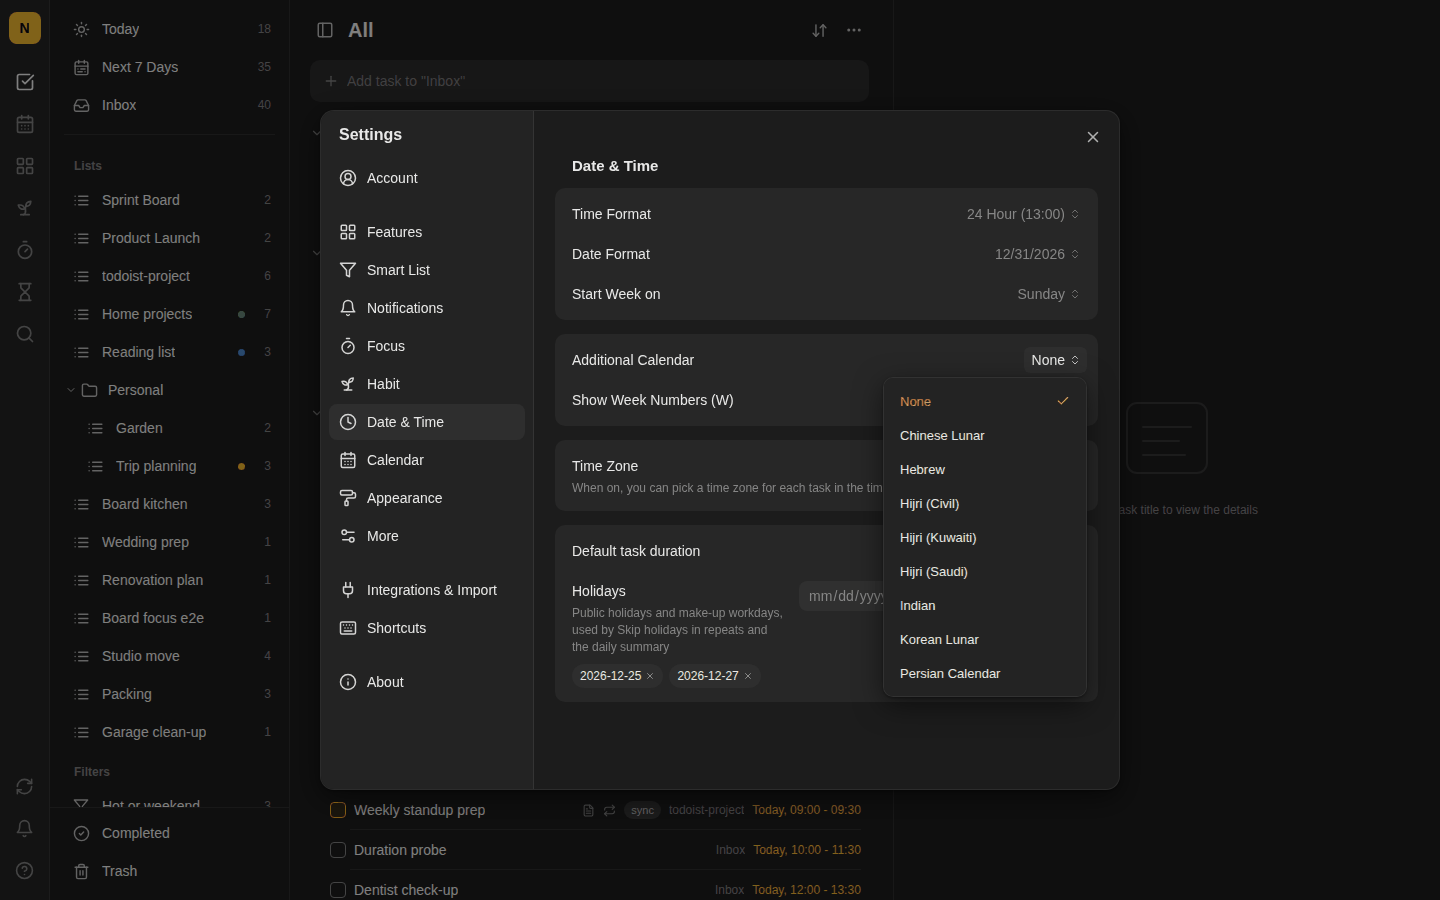 N
Today 18
Next 7 Days 35
Inbox 40
Lists
Sprint Board 2
Product Launch 2
todoist-project 6
Home projects 7
Reading list 3
Personal
Garden 2
Trip planning 3
Board kitchen 3
Wedding prep 1
Renovation plan 1
Board focus e2e 1
Studio move 4
Packing 3
Garage clean-up 1
Filters
Hot or weekend 3
Completed
Trash
All
Add task to "Inbox"
Settings
Account
Features
Smart List
Notifications
Focus
Habit
Date & Time
Calendar
Appearance
More
Integrations & Import
Shortcuts
About
Date & Time
Time Format 24 Hour (13:00)
Date Format 12/31/2026
Start Week on Sunday
Additional Calendar None
Show Week Numbers (W)
Time Zone
When on, you can pick a time zone for each task in the tim
Default task duration
Holidays
mm/dd/yyyy
Public holidays and make-up workdays,
used by Skip holidays in repeats and
the daily summary
2026-12-25
2026-12-27
None
Chinese Lunar
Hebrew
Hijri (Civil)
Hijri (Kuwaiti)
Hijri (Saudi)
Indian
Korean Lunar
Persian Calendar
ask title to view the details
Weekly standup prep sync todoist-project Today, 09:00 - 09:30
Duration probe Inbox Today, 10:00 - 11:30
Dentist check-up Inbox Today, 12:00 - 13:30